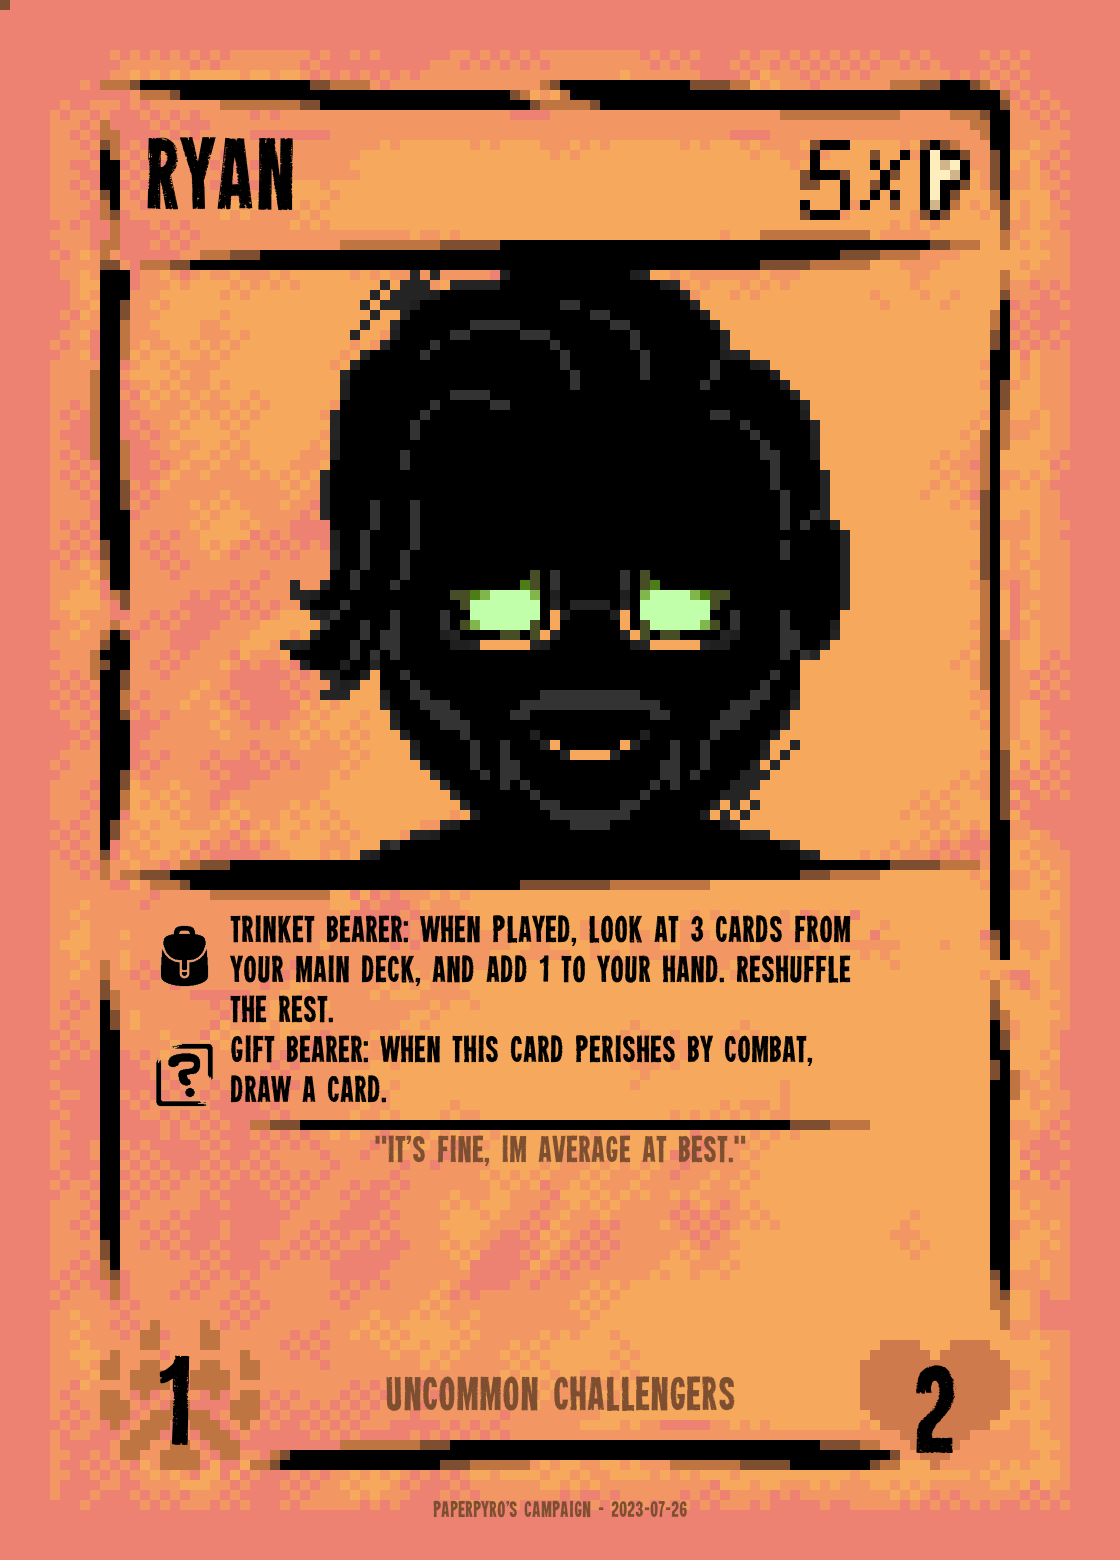 RYAN
5x
TRINKET BEARER: WHEN PLAYED, LOOK AT 3 CARDS FROM
YOUR MAIN DECK, AND ADD 1 TO YOUR HAND. RESHUFFLE
THE REST.
GIFT BEARER: WHEN THIS CARD PERISHES BY COMBAT,
?
DRAW A CARD.
"IT'S FINE, IM AVERAGE AT BEST."
1
UNCOMMON CHALLENGERS
2
PAPERPYRO'S CAMPAIGN - 2023-07-26